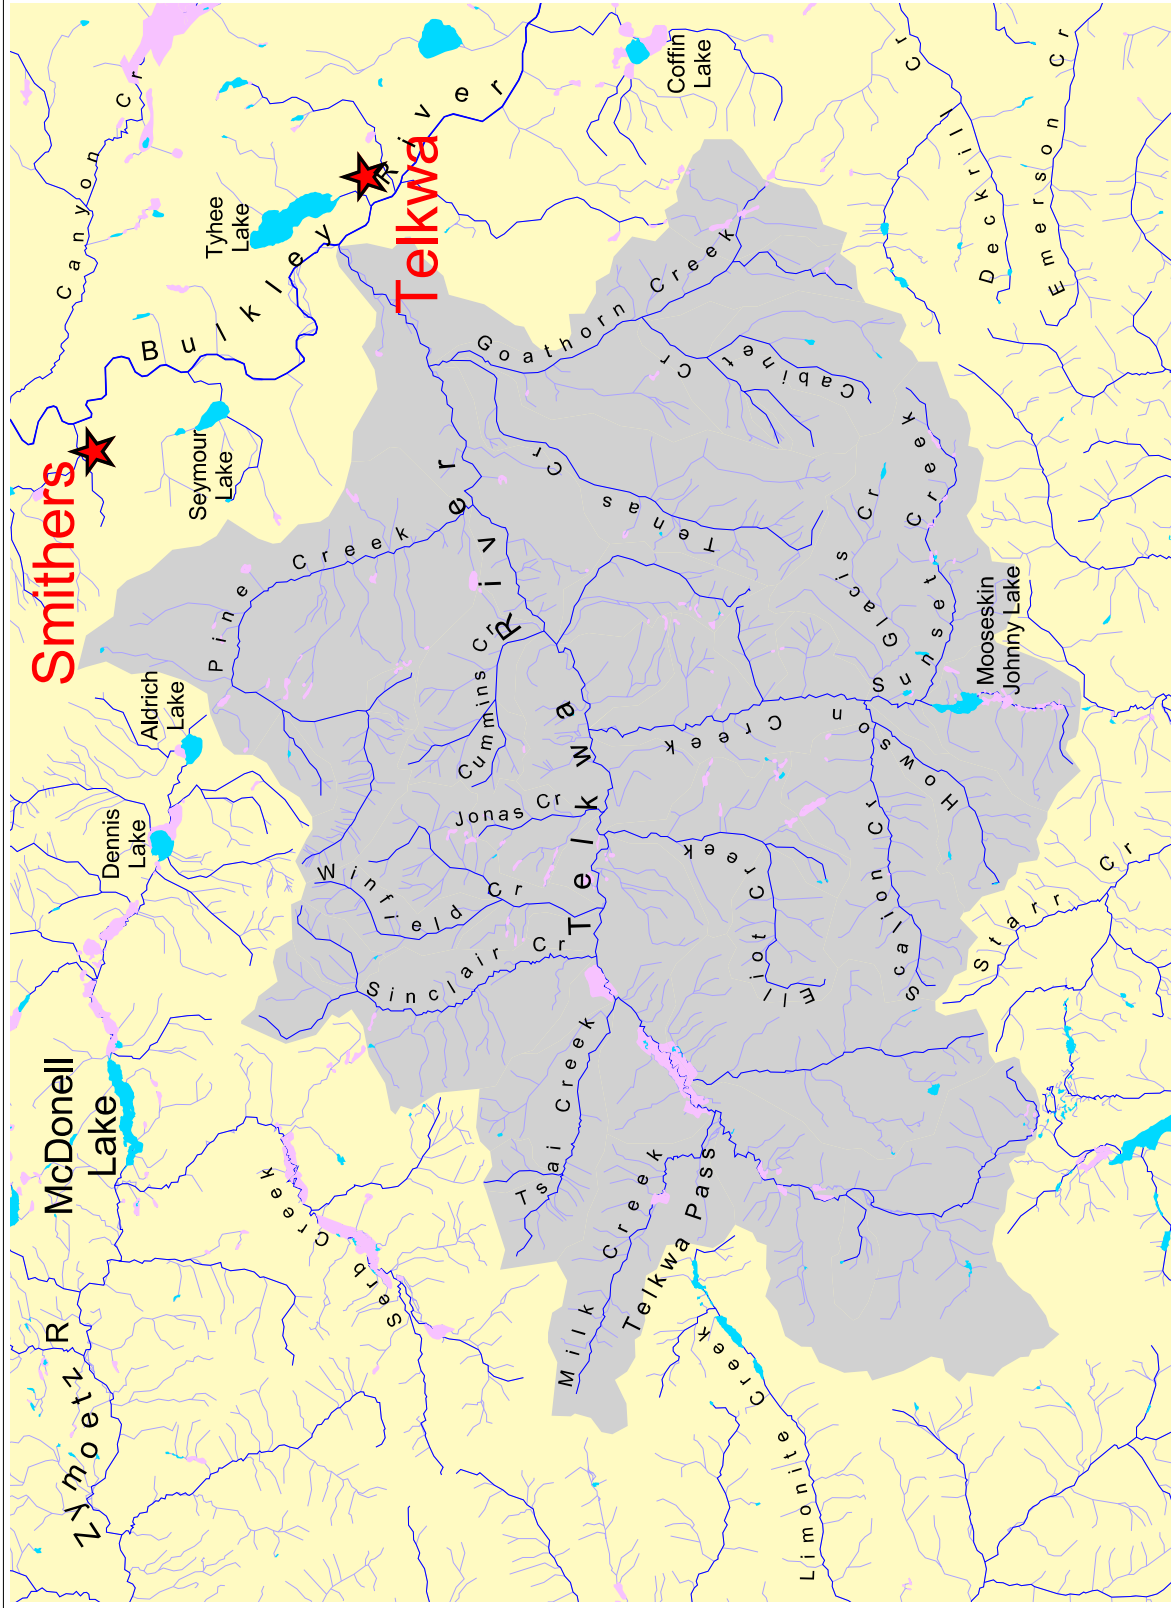 Smithers
Telkwa
Canyon Cr
Bulkley River
Tyhee
Lake
Seymour
Lake
Coffin
Lake
Deckrill Cr
Emerson Cr
Goathorn Creek
Cabinet Cr
Tenas Cr
Glacis Cr
Sunset Creek
Mooseskin
Johnny Lake
Pine Creek
Telkwa River
Cummins Cr
Jonas Cr
Winfield Cr
Sinclair Cr
Howson Creek
Elliot Creek
Scallon Cr
Starr Cr
Tsai Creek
Milk Creek
Telkwa Pass
Limonite Creek
Aldrich
Lake
Dennis
Lake
McDonell
Lake
Serb Creek
Zymoetz R